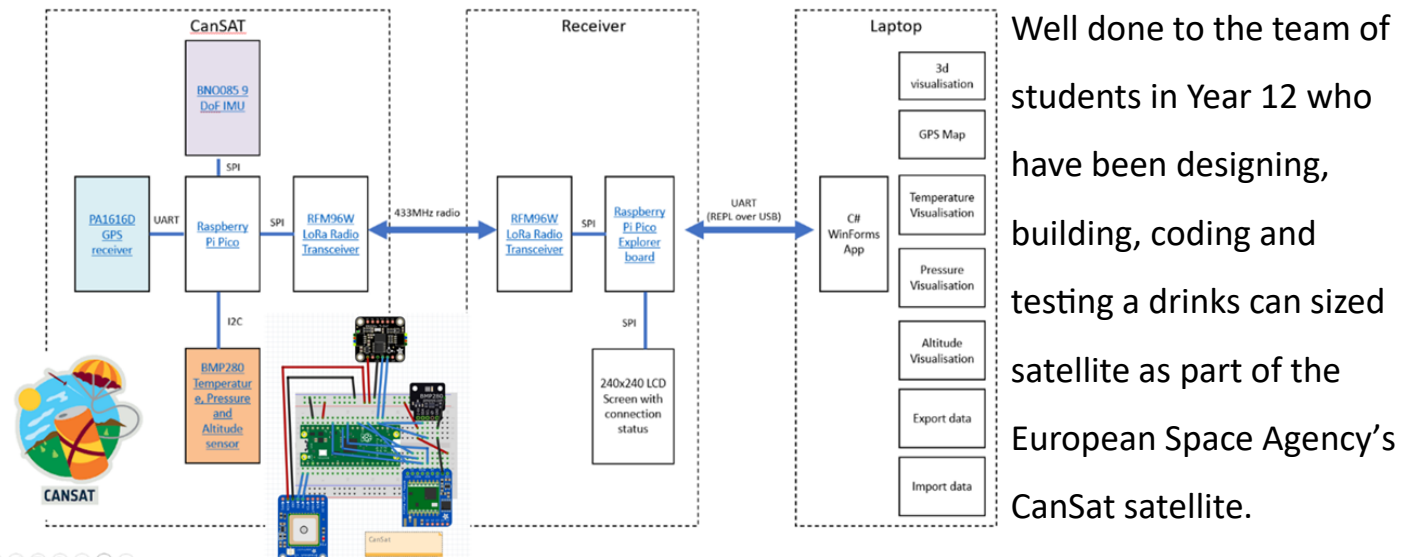 CanSAT
BNO085 9
DoF IMU
SPI
PA1616D
GPS
receiver
UART
Raspberry
Pi Pico
SPI
RFM96W
LoRa Radio
Transceiver
I2C
BMP280
Temperatur
e, Pressure
and
Altitude
sensor
CANSAT
BMP280
CanSat
433MHz radio
Receiver
RFM96W
LoRa Radio
Transceiver
SPI
Raspberry
Pi Pico
Explorer
board
SPI
240x240 LCD
Screen with
connection
status
UART
(REPL over USB)
Laptop
C#
WinForms
App
3d
visualisation
GPS Map
Temperature
Visualisation
Pressure
Visualisation
Altitude
Visualisation
Export data
Import data
Well done to the team of
students in Year 12 who
have been designing,
building, coding and
testing a drinks can sized
satellite as part of the
European Space Agency’s
CanSat satellite.